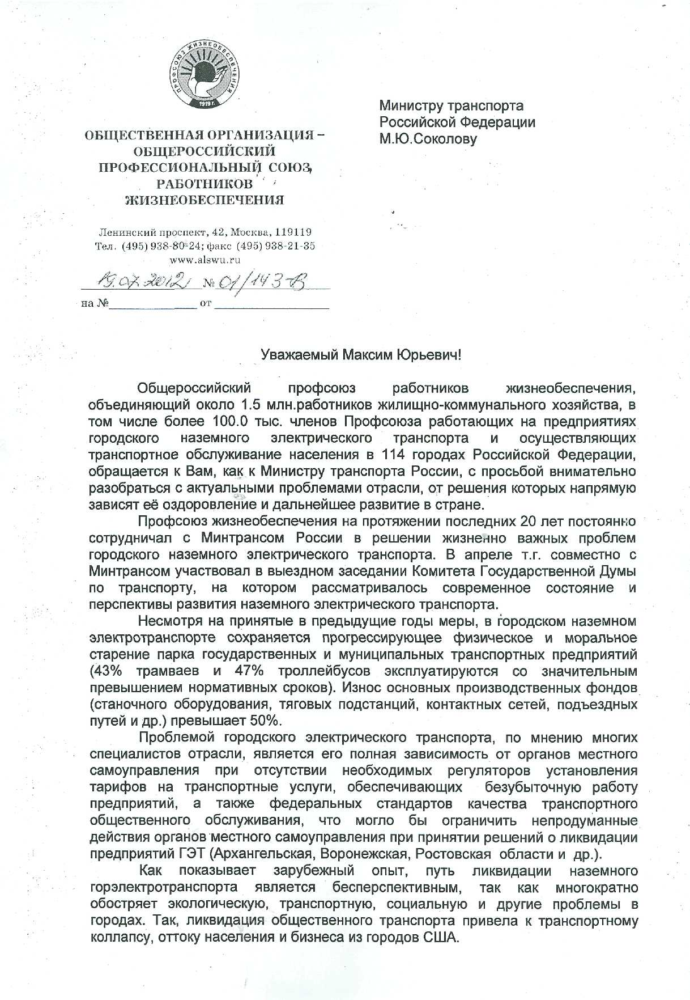 ПРОФСОЮЗ ЖИЗНЕОБЕСПЕЧЕНИЯ
1919 г.
Министру транспорта
Российской Федерации
М.Ю.Соколову
ОБЩЕСТВЕННАЯ ОРГАНИЗАЦИЯ –
ОБЩЕРОССИЙСКИЙ
ПРОФЕССИОНАЛЬНЫЙ СОЮЗ
РАБОТНИКОВ
ЖИЗНЕОБЕСПЕЧЕНИЯ
Ленинский проспект, 42, Москва, 119119
Тел. (495) 938-80-24; факс (495) 938-21-35
www.alswu.ru
19.07.2012 № 01/143-В
на № от
Уважаемый Максим Юрьевич!
Общероссийский профсоюз работников жизнеобеспечения,
объединяющий около 1.5 млн.работников жилищно-коммунального хозяйства, в
том числе более 100.0 тыс. членов Профсоюза работающих на предприятиях
городского наземного электрического транспорта и осуществляющих
транспортное обслуживание населения в 114 городах Российской Федерации,
обращается к Вам, как к Министру транспорта России, с просьбой внимательно
разобраться с актуальными проблемами отрасли, от решения которых напрямую
зависят её оздоровление и дальнейшее развитие в стране.
Профсоюз жизнеобеспечения на протяжении последних 20 лет постоянно
сотрудничал с Минтрансом России в решении жизненно важных проблем
городского наземного электрического транспорта. В апреле т.г. совместно с
Минтрансом участвовал в выездном заседании Комитета Государственной Думы
по транспорту, на котором рассматривалось современное состояние и
перспективы развития наземного электрического транспорта.
Несмотря на принятые в предыдущие годы меры, в городском наземном
электротранспорте сохраняется прогрессирующее физическое и моральное
старение парка государственных и муниципальных транспортных предприятий
(43% трамваев и 47% троллейбусов эксплуатируются со значительным
превышением нормативных сроков). Износ основных производственных фондов
(станочного оборудования, тяговых подстанций, контактных сетей, подъездных
путей и др.) превышает 50%.
Проблемой городского электрического транспорта, по мнению многих
специалистов отрасли, является его полная зависимость от органов местного
самоуправления при отсутствии необходимых регуляторов установления
тарифов на транспортные услуги, обеспечивающих безубыточную работу
предприятий, а также федеральных стандартов качества транспортного
общественного обслуживания, что могло бы ограничить непродуманные
действия органов местного самоуправления при принятии решений о ликвидации
предприятий ГЭТ (Архангельская, Воронежская, Ростовская области и др.).
Как показывает зарубежный опыт, путь ликвидации наземного
горэлектротранспорта является бесперспективным, так как многократно
обостряет экологическую, транспортную, социальную и другие проблемы в
городах. Так, ликвидация общественного транспорта привела к транспортному
коллапсу, оттоку населения и бизнеса из городов США.